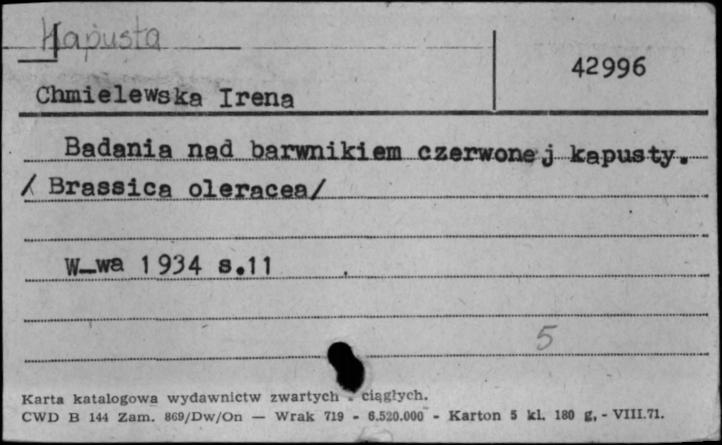 Kapusta
42996
Chmielewska Irena
Badania nad barwnikiem czerwonej kapusty.
/ Brassica oleracea/
W-wa 1934 s.11
5
Karta katalogowa wydawnictw zwartych - ciągłych.
CWD B 144 Zam. 869/Dw/On — Wrak 719 - 6.520.000 - Karton 5 kl. 180 g, - VIII.71.